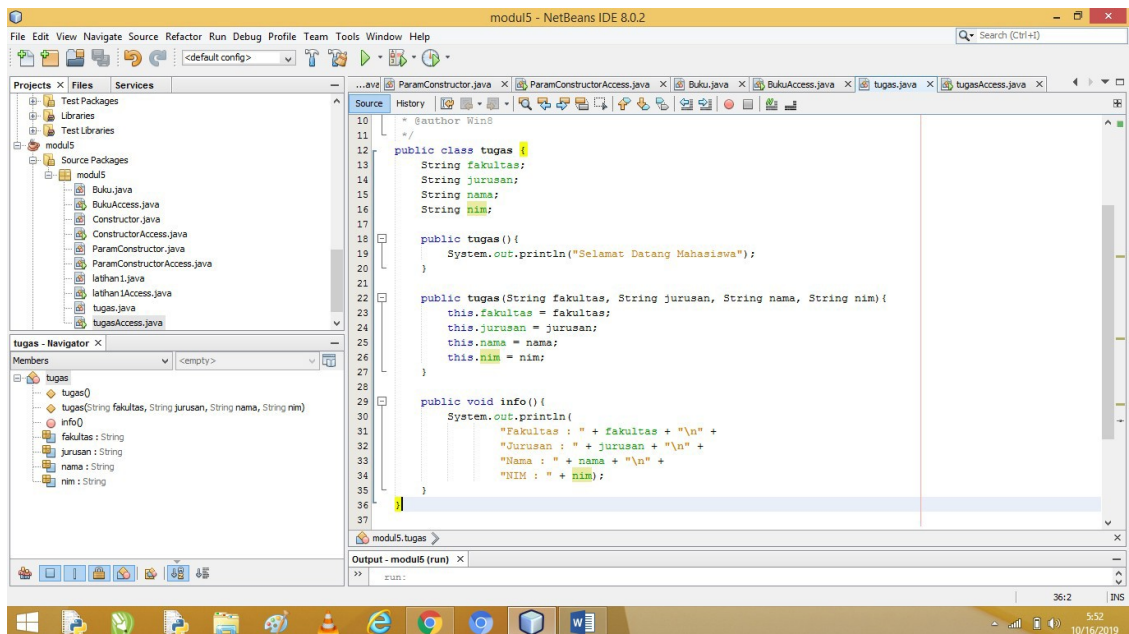 modul5 - NetBeans IDE 8.0.2
File Edit View Navigate Source Refactor Run Debug Profile Team Tools Window Help
Search (Ctrl+I)
<default config>
Projects Files Services
...ava ParamConstructor.java ParamConstructorAccess.java Buku.java BukuAccess.java tugas.java tugasAccess.java
Test Packages
Libraries
Test Libraries
modul5
Source Packages
modul5
Buku.java
BukuAccess.java
Constructor.java
ConstructorAccess.java
ParamConstructor.java
ParamConstructorAccess.java
latihan1.java
latihan1Access.java
tugas.java
tugasAccess.java
tugas - Navigator
Members <empty>
tugas
tugas()
tugas(String fakultas, String jurusan, String nama, String nim)
info()
fakultas : String
jurusan : String
nama : String
nim : String
Source History
10 * @author Win8
11 */
12 public class tugas {
13 String fakultas;
14 String jurusan;
15 String nama;
16 String nim;
17
18 public tugas(){
19 System.out.println("Selamat Datang Mahasiswa");
20 }
21
22 public tugas(String fakultas, String jurusan, String nama, String nim){
23 this.fakultas = fakultas;
24 this.jurusan = jurusan;
25 this.nama = nama;
26 this.nim = nim;
27 }
28
29 public void info(){
30 System.out.println(
31 "Fakultas : " + fakultas + "\n" +
32 "Jurusan : " + jurusan + "\n" +
33 "Nama : " + nama + "\n" +
34 "NIM : " + nim);
35 }
36 }
37
modul5.tugas
Output - modul5 (run)
run:
36:2 INS
5:52
10/16/2019